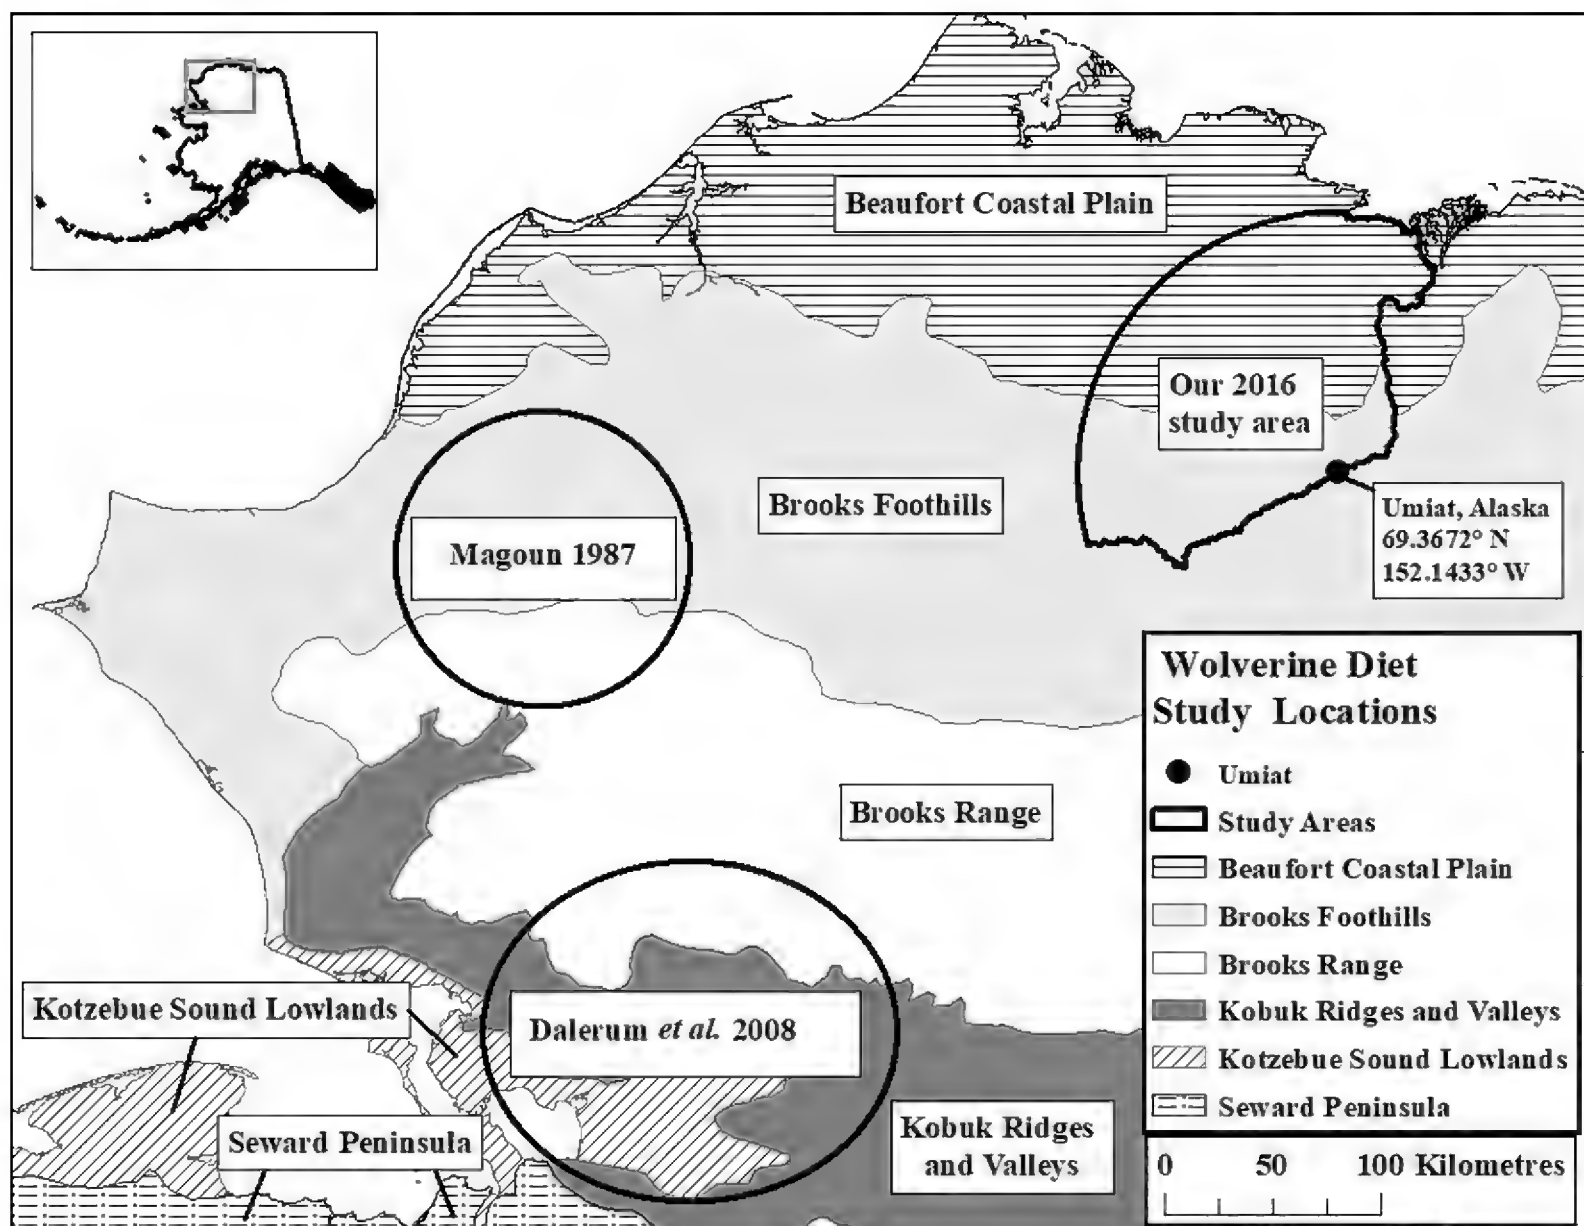 Beaufort Coastal Plain
Our 2016
study area
Brooks Foothills
Umiat, Alaska
69.3672° N
152.1433° W
Magoun 1987
Brooks Range
Kotzebue Sound Lowlands
Dalerum et al. 2008
Seward Peninsula
Kobuk Ridges
and Valleys
Wolverine Diet
Study Locations
Umiat
Study Areas
Beaufort Coastal Plain
Brooks Foothills
Brooks Range
Kobuk Ridges and Valleys
Kotzebue Sound Lowlands
Seward Peninsula
0 50 100 Kilometres